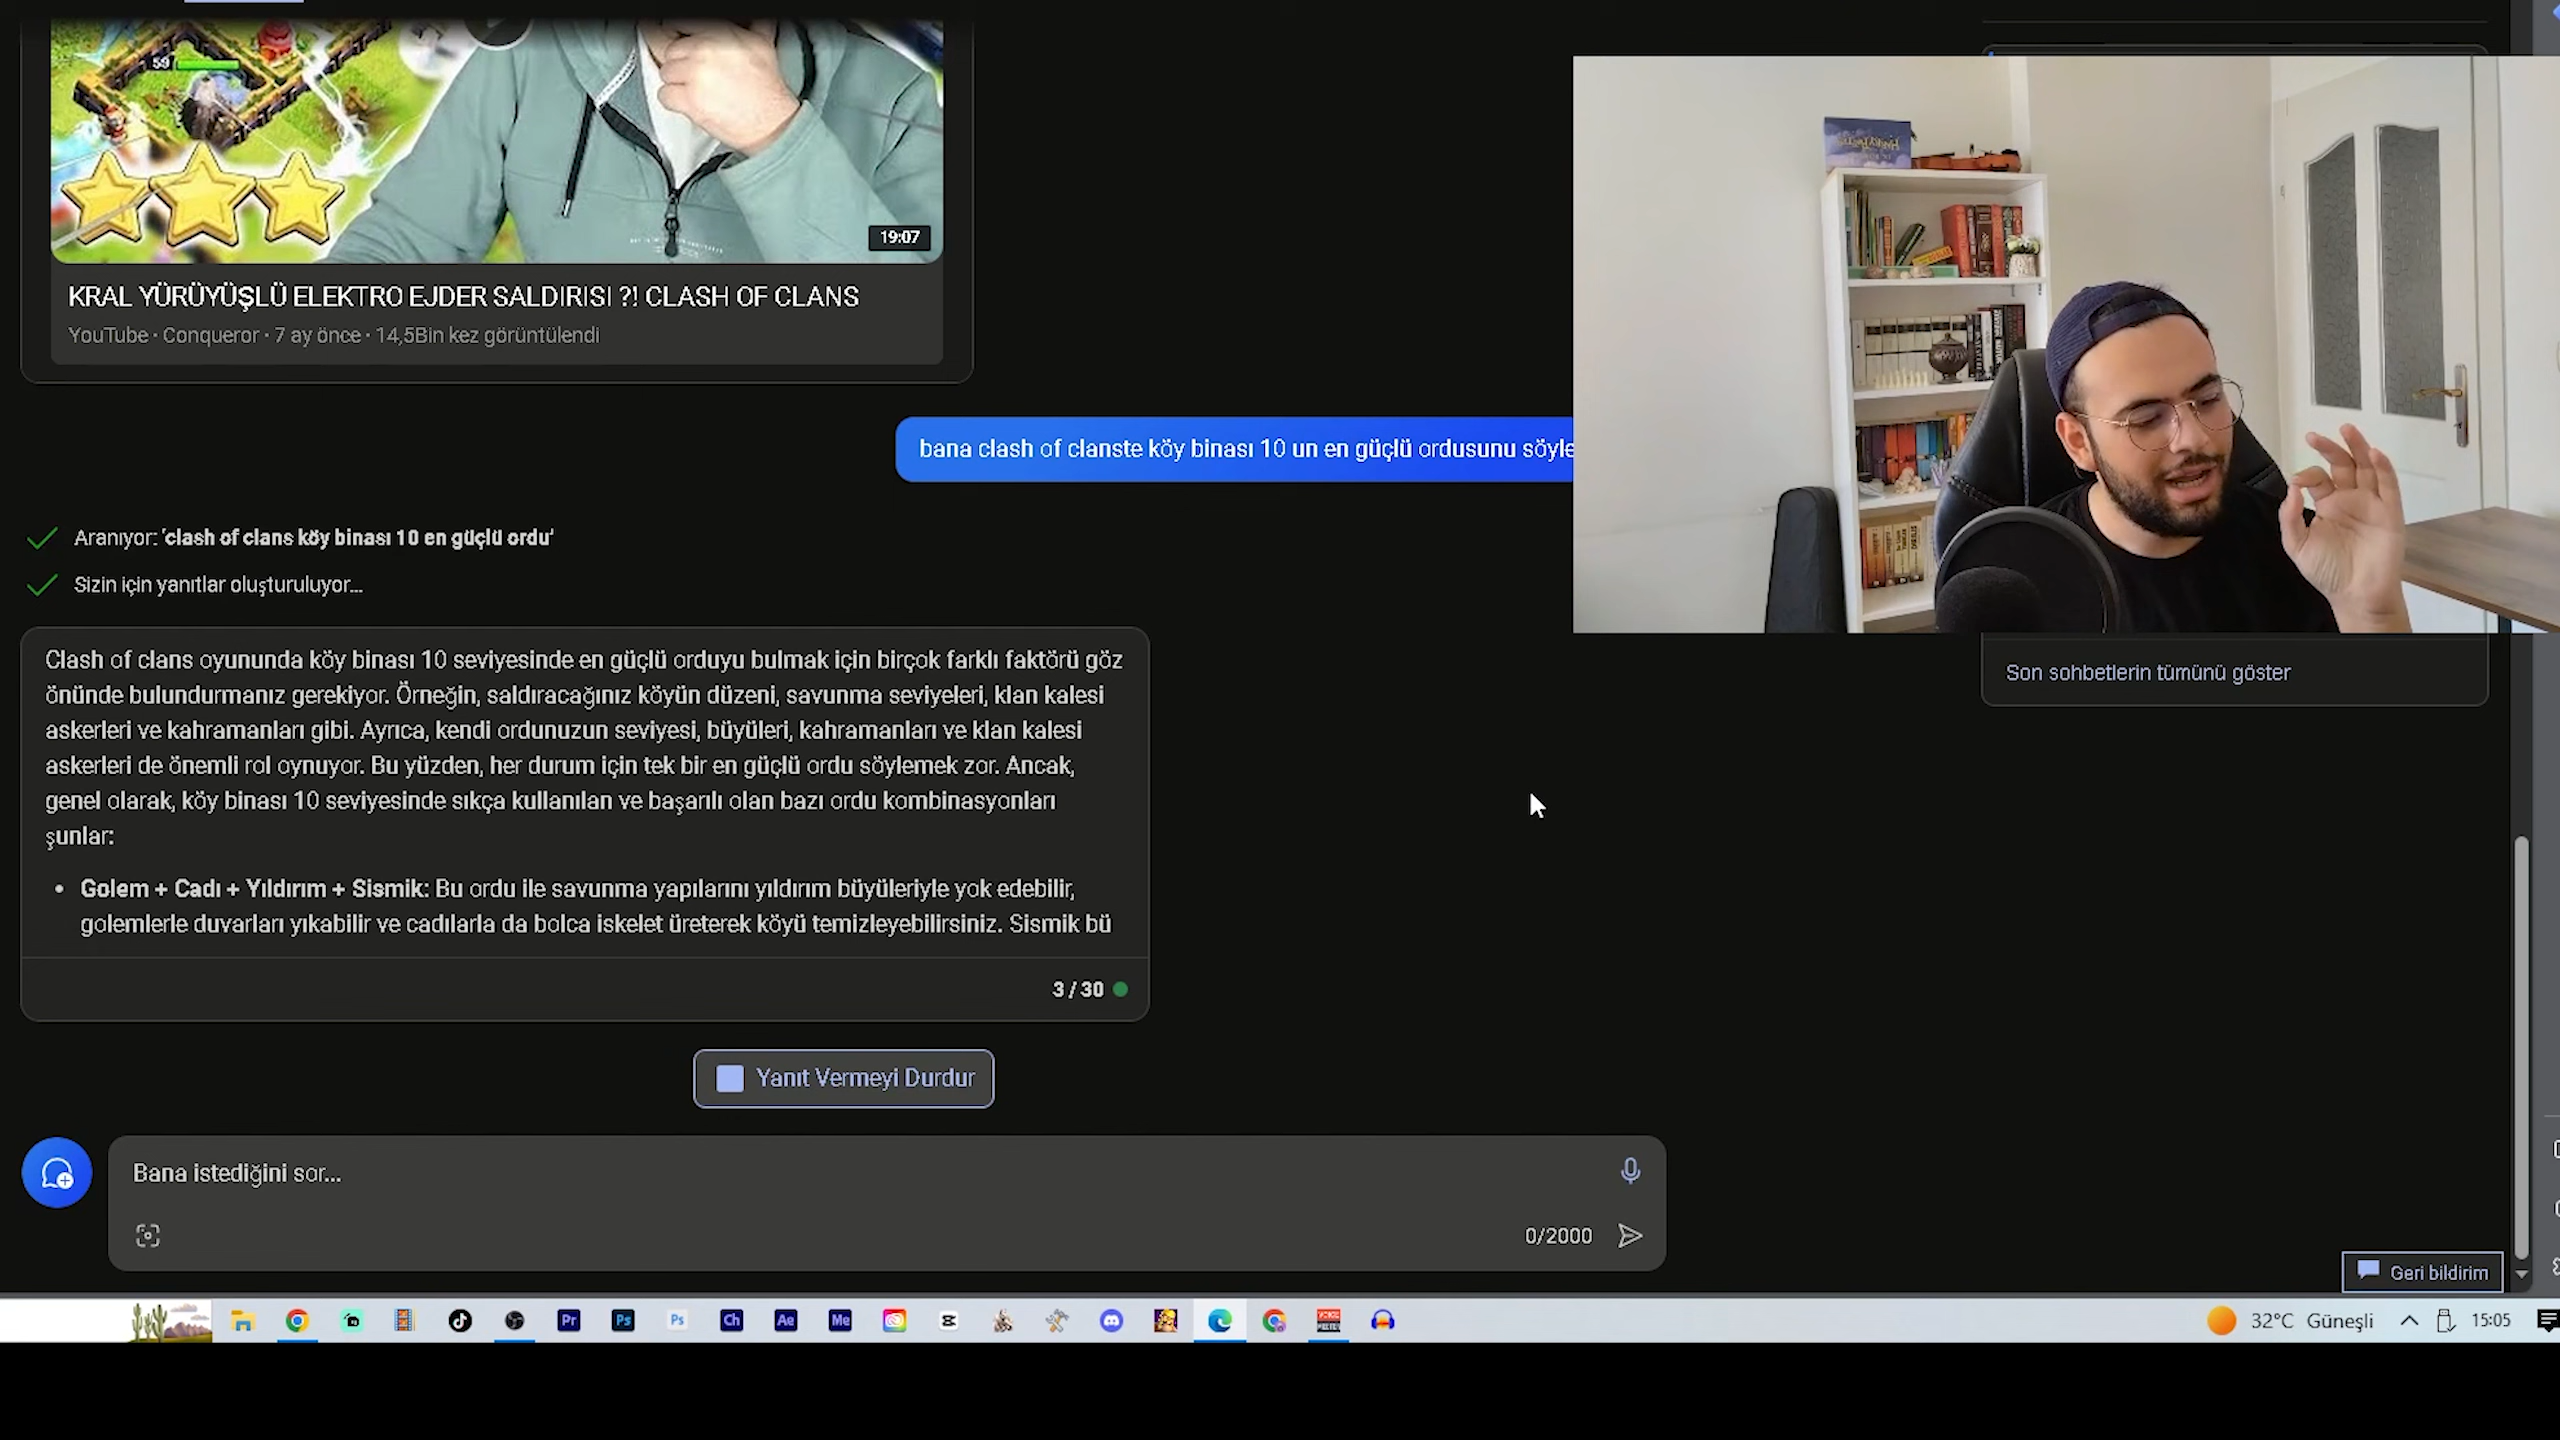 59
19:07
KRAL YÜRÜYÜŞLÜ ELEKTRO EJDER SALDIRISI ?! CLASH OF CLANS
YouTube · Conqueror · 7 ay önce · 14,5Bin kez görüntülendi
bana clash of clanste köy binası 10 un en güçlü ordusunu söyle
Aranıyor: 'clash of clans köy binası 10 en güçlü ordu'
Sizin için yanıtlar oluşturuluyor...
Clash of clans oyununda köy binası 10 seviyesinde en güçlü orduyu bulmak için birçok farklı faktörü göz
önünde bulundurmanız gerekiyor. Örneğin, saldıracağınız köyün düzeni, savunma seviyeleri, klan kalesi
askerleri ve kahramanları gibi. Ayrıca, kendi ordunuzun seviyesi, büyüleri, kahramanları ve klan kalesi
askerleri de önemli rol oynuyor. Bu yüzden, her durum için tek bir en güçlü ordu söylemek zor. Ancak,
genel olarak, köy binası 10 seviyesinde sıkça kullanılan ve başarılı olan bazı ordu kombinasyonları
şunlar:
• Golem + Cadı + Yıldırım + Sismik: Bu ordu ile savunma yapılarını yıldırım büyüleriyle yok edebilir,
golemlerle duvarları yıkabilir ve cadılarla da bolca iskelet üreterek köyü temizleyebilirsiniz. Sismik bü
3 / 30
Son sohbetlerin tümünü göster
Yanıt Vermeyi Durdur
Bana istediğini sor...
0/2000
Geri bildirim
Pr
Ps
Ps
Ch
Ae
Me
32°C Güneşli
15:05